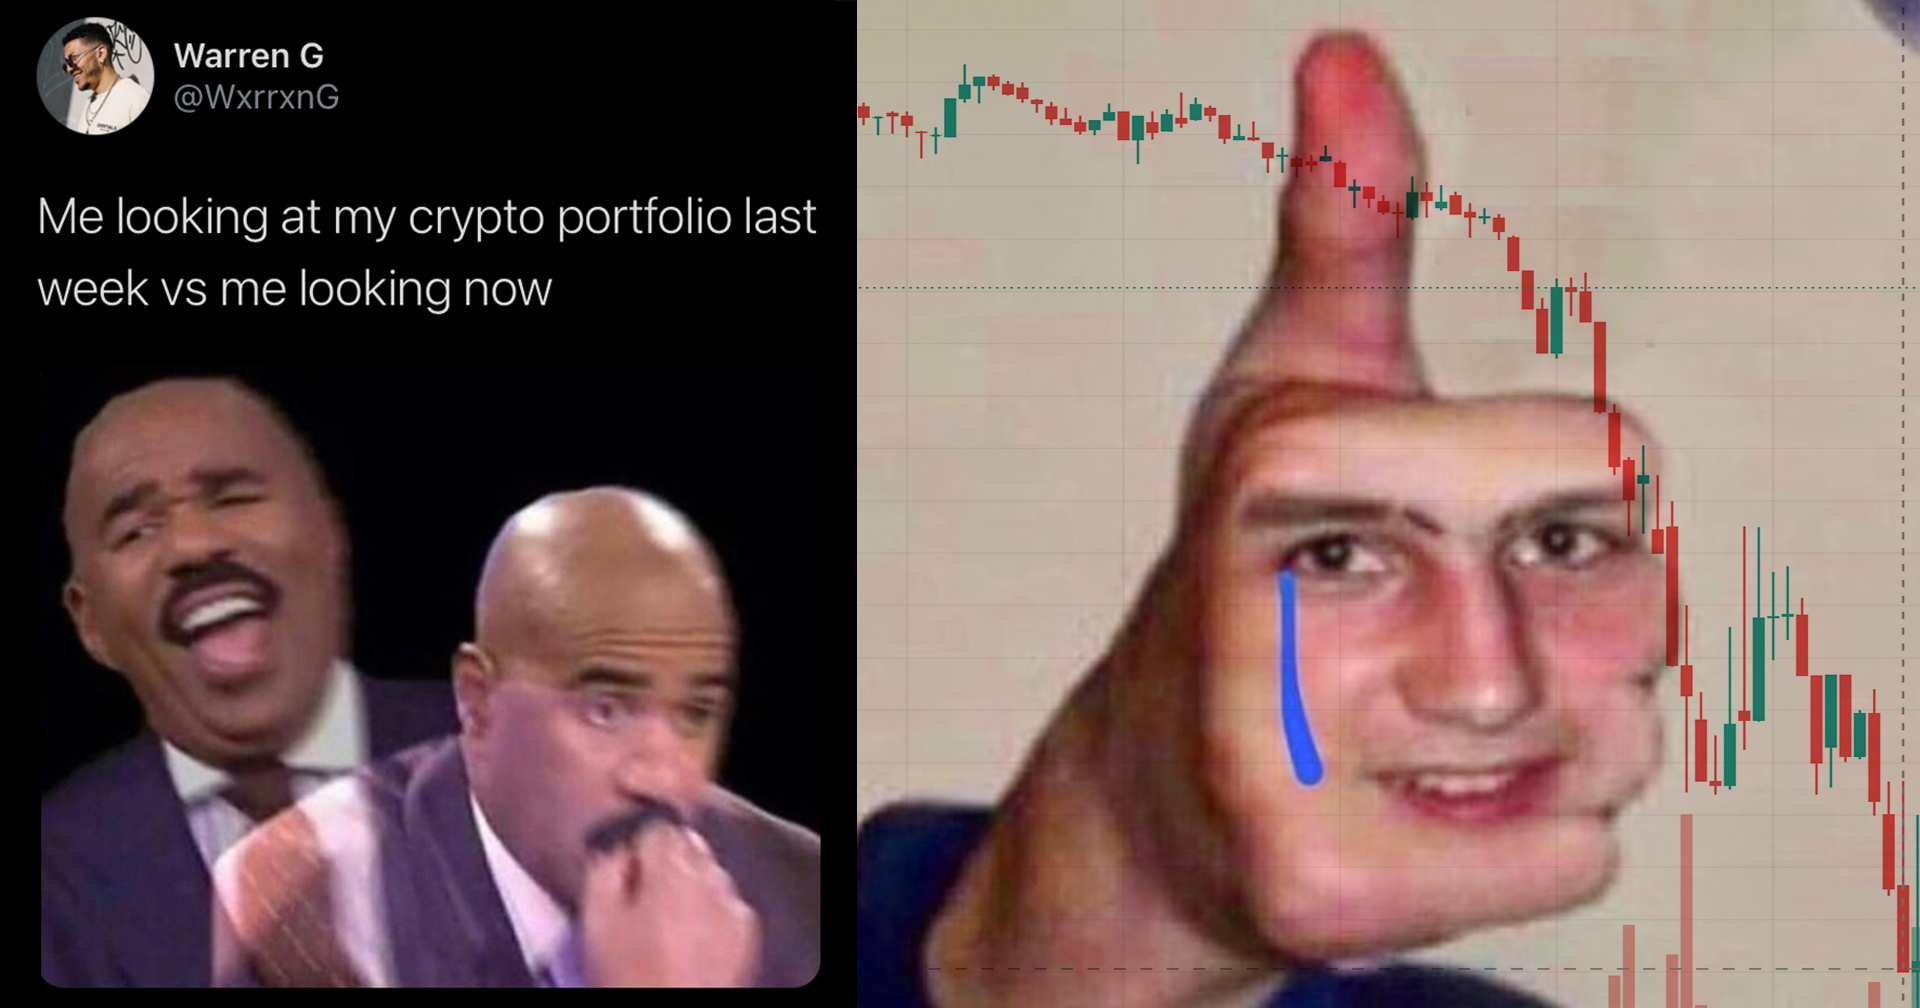 Warren G
@WxrrxnG
Me looking at my crypto portfolio last
week vs me looking now